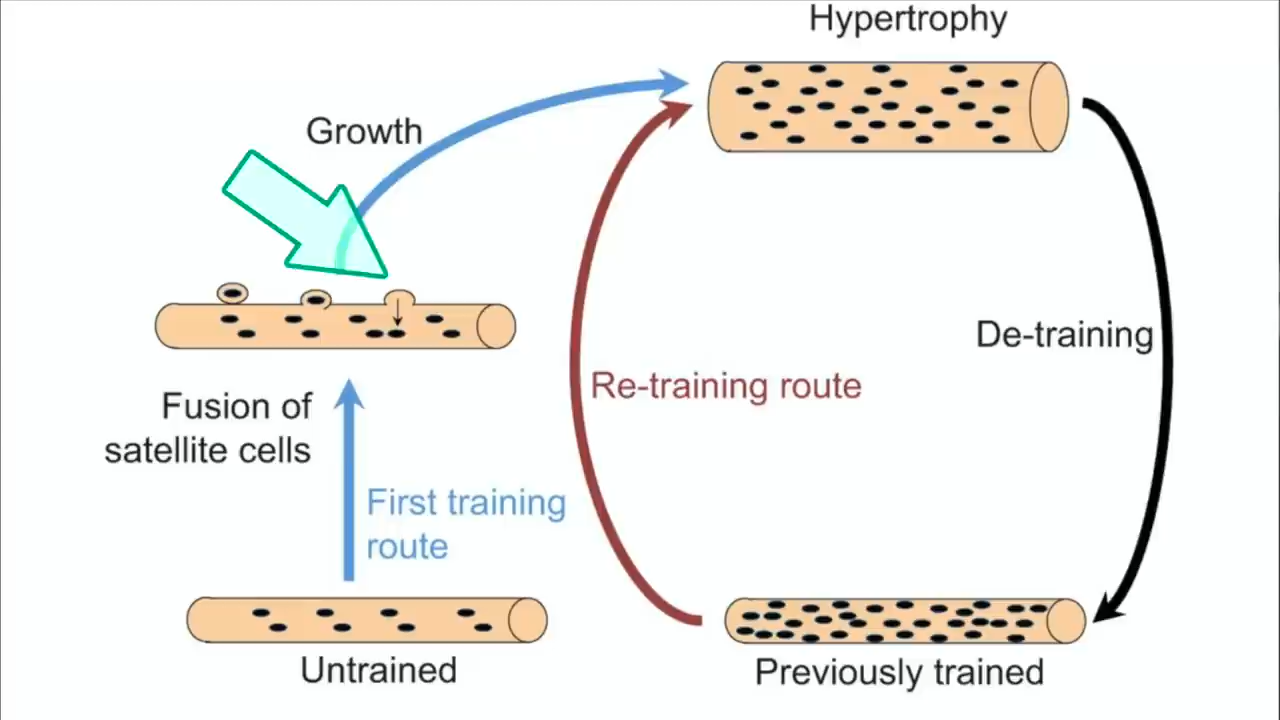 Hypertrophy
Growth
De-training
Re-training route
Fusion of
satellite cells
First training
route
Untrained
Previously trained